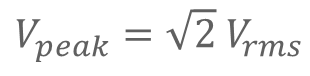 V_peak = √2 V_rms